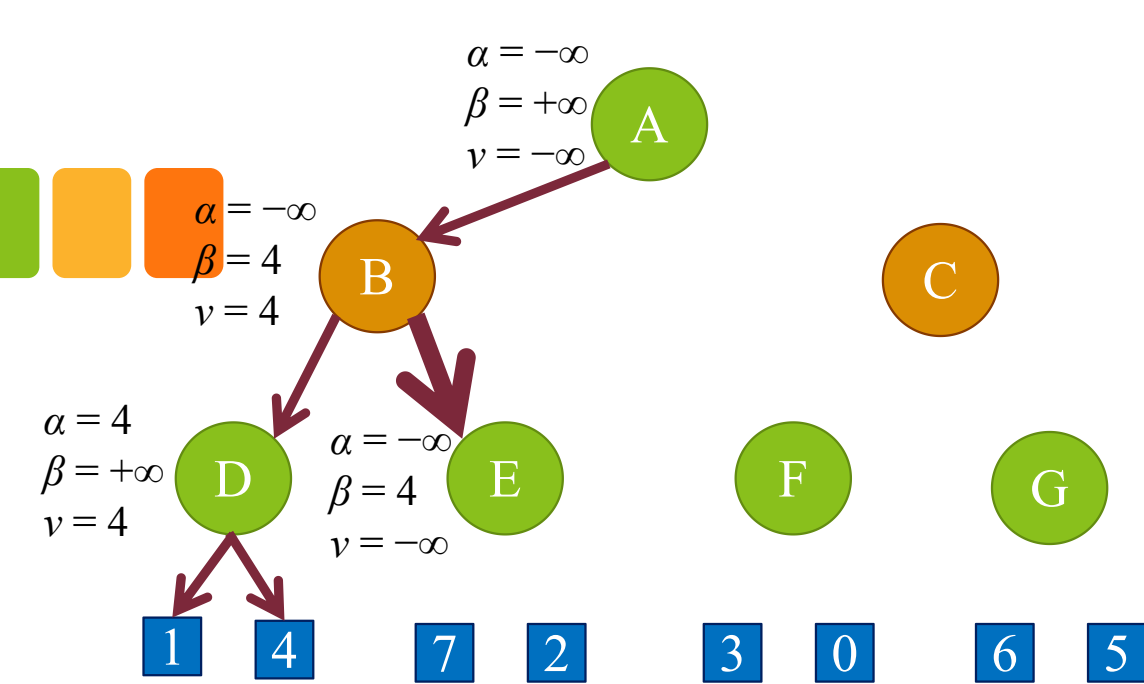 α = −∞
β = +∞
v = −∞
A
α = −∞
β = 4
v = 4
B
C
α = 4
β = +∞
v = 4
D
α = −∞
β = 4
v = −∞
E
F
G
1
4
7
2
3
0
6
5